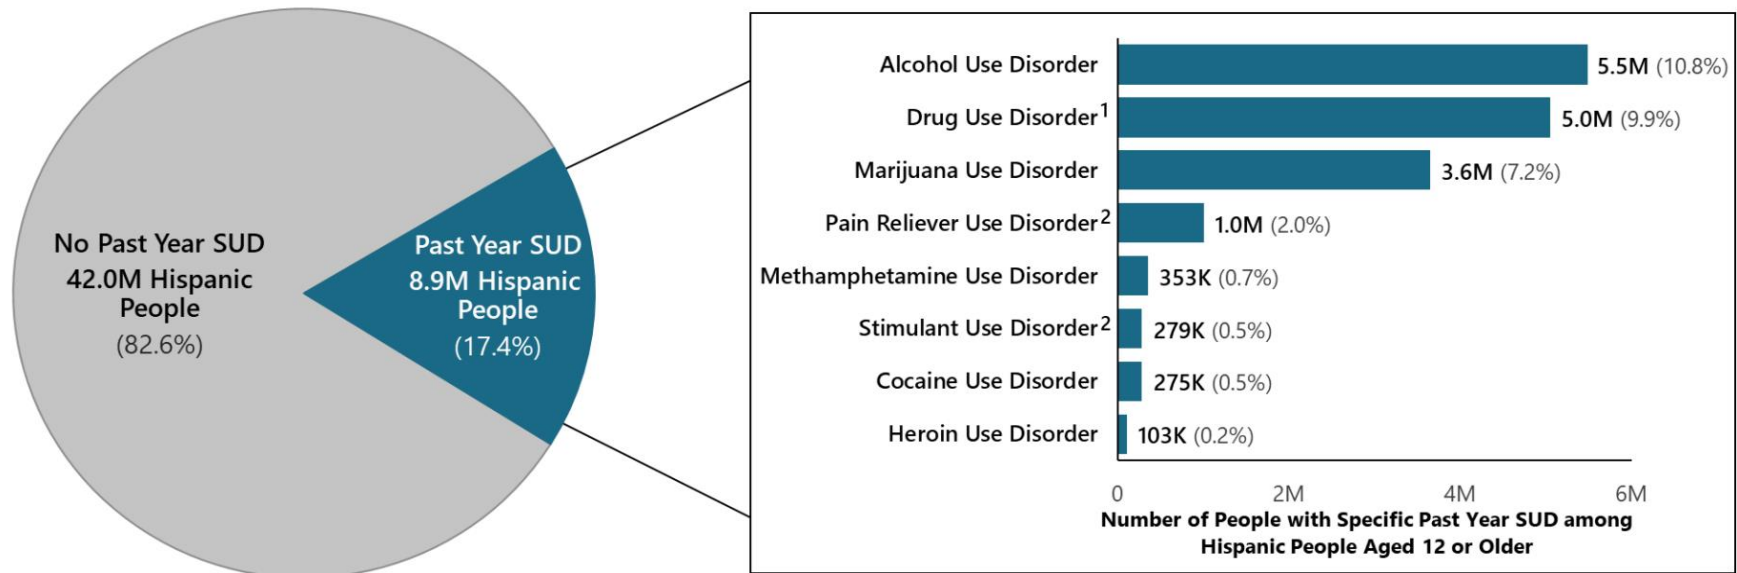 No Past Year SUD
42.0M Hispanic
People
(82.6%)
Past Year SUD
8.9M Hispanic
People
(17.4%)
Alcohol Use Disorder 5.5M (10.8%)
Drug Use Disorder¹ 5.0M (9.9%)
Marijuana Use Disorder 3.6M (7.2%)
Pain Reliever Use Disorder² 1.0M (2.0%)
Methamphetamine Use Disorder 353K (0.7%)
Stimulant Use Disorder² 279K (0.5%)
Cocaine Use Disorder 275K (0.5%)
Heroin Use Disorder 103K (0.2%)
0 2M 4M 6M
Number of People with Specific Past Year SUD among
Hispanic People Aged 12 or Older